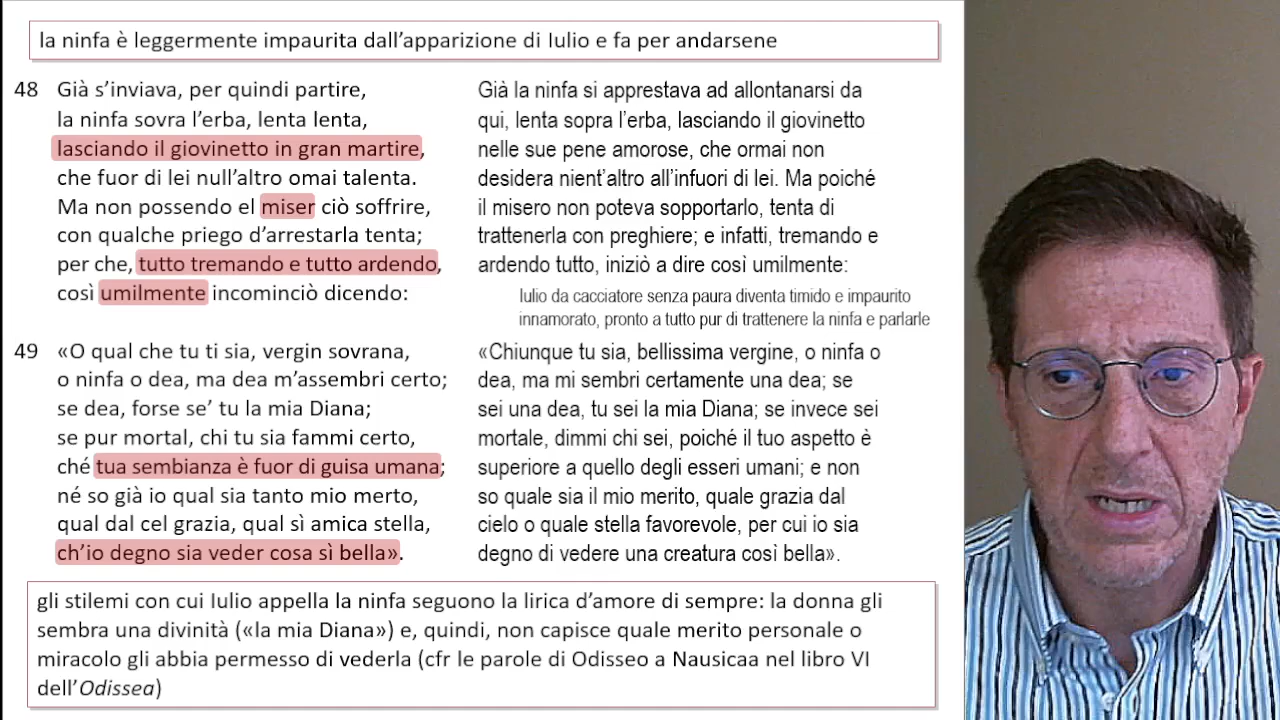 la ninfa è leggermente impaurita dall'apparizione di Iulio e fa per andarsene
48 Già s'inviava, per quindi partire,
la ninfa sovra l'erba, lenta lenta,
lasciando il giovinetto in gran martire,
che fuor di lei null'altro omai talenta.
Ma non possendo el miser ciò soffrire,
con qualche priego d'arrestarla tenta;
per che, tutto tremando e tutto ardendo,
così umilmente incominciò dicendo:
Già la ninfa si apprestava ad allontanarsi da
qui, lenta sopra l'erba, lasciando il giovinetto
nelle sue pene amorose, che ormai non
desidera nient'altro all'infuori di lei. Ma poiché
il misero non poteva sopportarlo, tenta di
trattenerla con preghiere; e infatti, tremando e
ardendo tutto, iniziò a dire così umilmente:
Iulio da cacciatore senza paura diventa timido e impaurito
innamorato, pronto a tutto pur di trattenere la ninfa e parlarle
49 «O qual che tu ti sia, vergin sovrana,
o ninfa o dea, ma dea m'assembri certo;
se dea, forse se' tu la mia Diana;
se pur mortal, chi tu sia fammi certo,
ché tua sembianza è fuor di guisa umana;
né so già io qual sia tanto mio merto,
qual dal cel grazia, qual sì amica stella,
ch'io degno sia veder cosa sì bella».
«Chiunque tu sia, bellissima vergine, o ninfa o
dea, ma mi sembri certamente una dea; se
sei una dea, tu sei la mia Diana; se invece sei
mortale, dimmi chi sei, poiché il tuo aspetto è
superiore a quello degli esseri umani; e non
so quale sia il mio merito, quale grazia dal
cielo o quale stella favorevole, per cui io sia
degno di vedere una creatura così bella».
gli stilemi con cui Iulio appella la ninfa seguono la lirica d'amore di sempre: la donna gli
sembra una divinità («la mia Diana») e, quindi, non capisce quale merito personale o
miracolo gli abbia permesso di vederla (cfr le parole di Odisseo a Nausicaa nel libro VI
dell'Odissea)